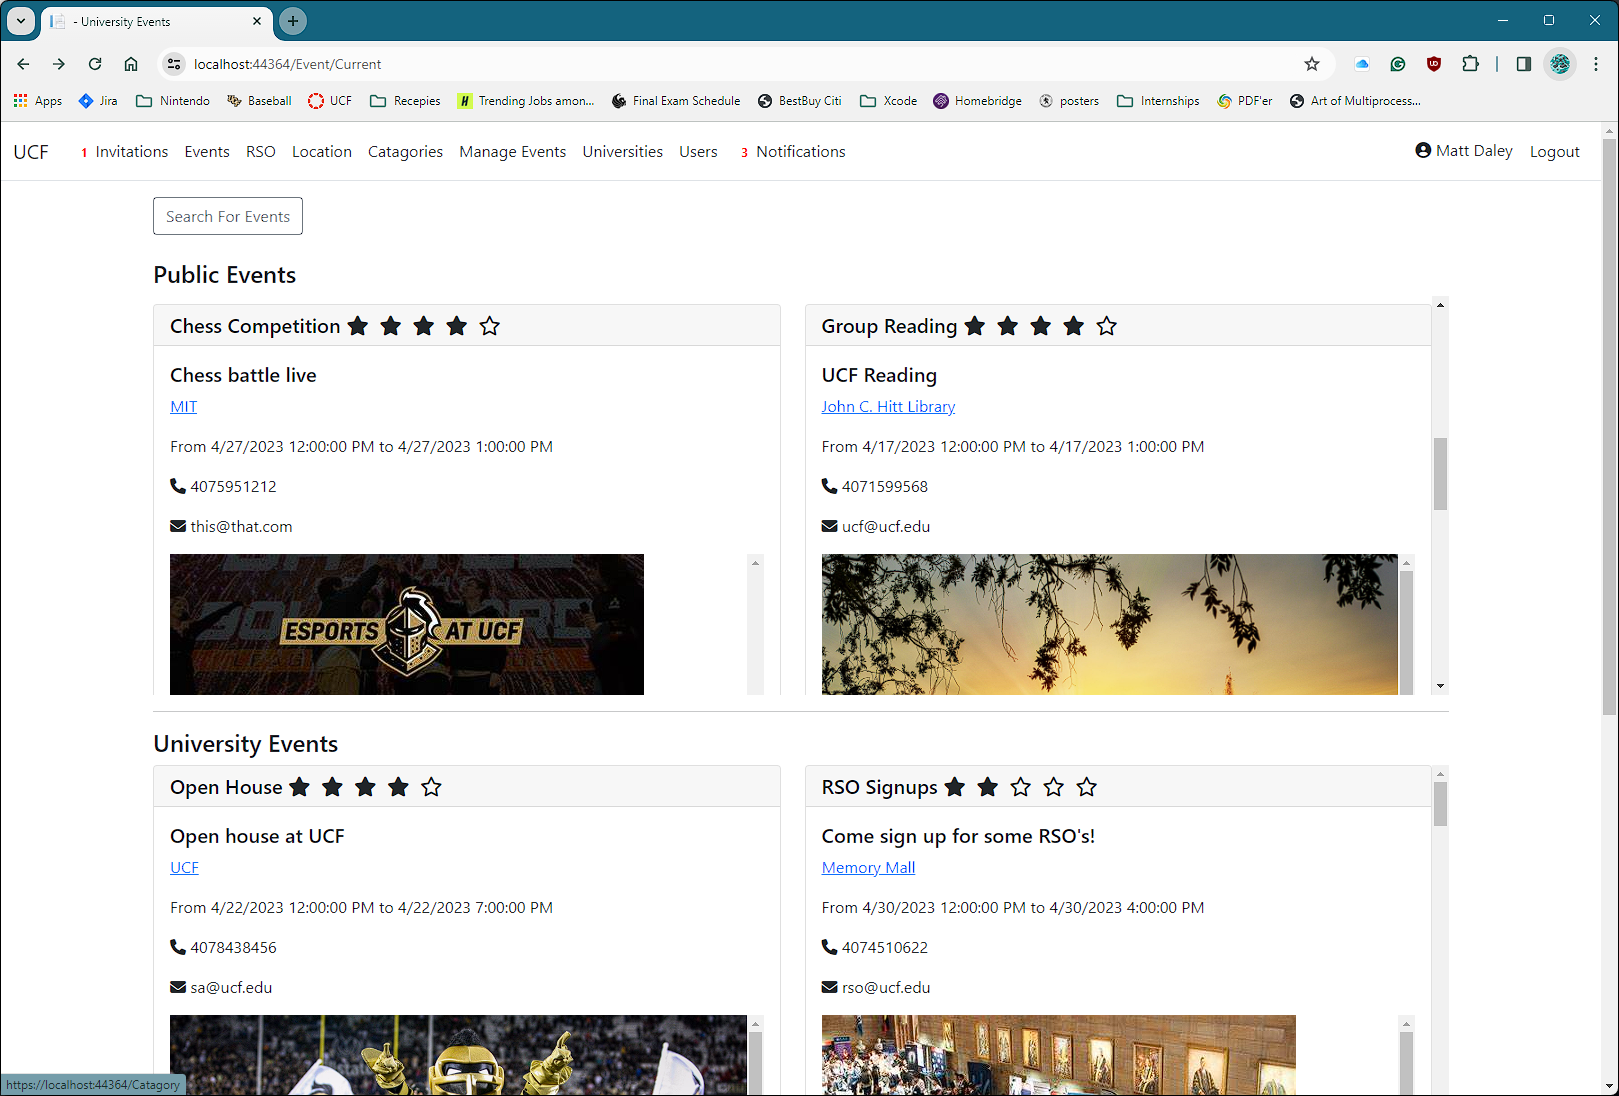 - University Events
localhost:44364/Event/Current
Apps Jira Nintendo Baseball UCF Recepies Trending Jobs amon... Final Exam Schedule BestBuy Citi Xcode Homebridge posters Internships PDF'er Art of Multiprocess...
UCF 1 Invitations Events RSO Location Catagories Manage Events Universities Users 3 Notifications Matt Daley Logout
Search For Events
Public Events
Chess Competition
Chess battle live
MIT
From 4/27/2023 12:00:00 PM to 4/27/2023 1:00:00 PM
4075951212
this@that.com
ESPORTS AT UCF
Group Reading
UCF Reading
John C. Hitt Library
From 4/17/2023 12:00:00 PM to 4/17/2023 1:00:00 PM
4071599568
ucf@ucf.edu
University Events
Open House
Open house at UCF
UCF
From 4/22/2023 12:00:00 PM to 4/22/2023 7:00:00 PM
4078438456
sa@ucf.edu
RSO Signups
Come sign up for some RSO's!
Memory Mall
From 4/30/2023 12:00:00 PM to 4/30/2023 4:00:00 PM
4074510622
rso@ucf.edu
https://localhost:44364/Catagory